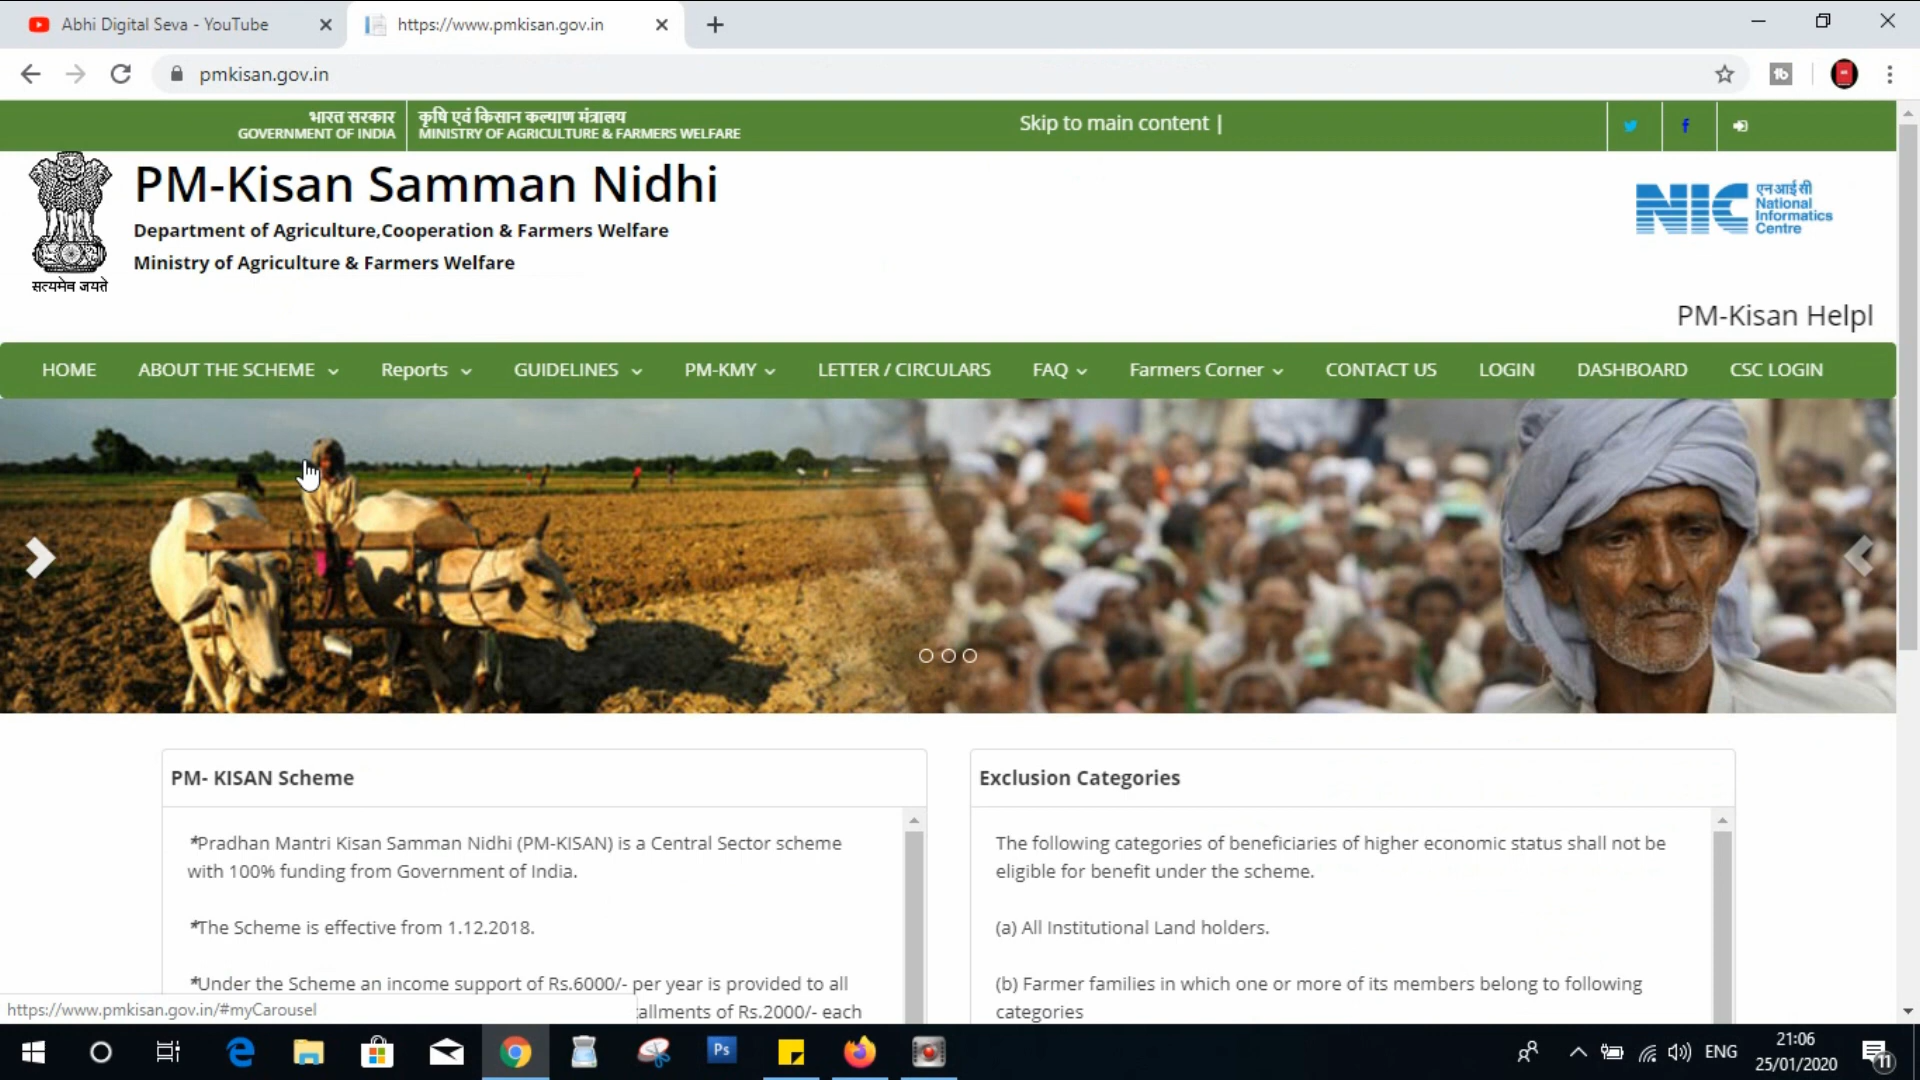 Abhi Digital Seva - YouTube
https://www.pmkisan.gov.in
pmkisan.gov.in
भारत सरकार
GOVERNMENT OF INDIA
कृषि एवं किसान कल्याण मंत्रालय
MINISTRY OF AGRICULTURE & FARMERS WELFARE
Skip to main content |
PM-Kisan Samman Nidhi
Department of Agriculture,Cooperation & Farmers Welfare
Ministry of Agriculture & Farmers Welfare
सत्यमेव जयते
NIC
एन आई सी
National
Informatics
Centre
PM-Kisan Helpl
HOME ABOUT THE SCHEME Reports GUIDELINES PM-KMY LETTER / CIRCULARS FAQ Farmers Corner CONTACT US LOGIN DASHBOARD CSC LOGIN
PM- KISAN Scheme
*Pradhan Mantri Kisan Samman Nidhi (PM-KISAN) is a Central Sector scheme
with 100% funding from Government of India.
*The Scheme is effective from 1.12.2018.
*Under the Scheme an income support of Rs.6000/- per year is provided to all
allments of Rs.2000/- each
Exclusion Categories
The following categories of beneficiaries of higher economic status shall not be
eligible for benefit under the scheme.
(a) All Institutional Land holders.
(b) Farmer families in which one or more of its members belong to following
categories
https://www.pmkisan.gov.in/#myCarousel
Ps
ENG
21:06
25/01/2020
11